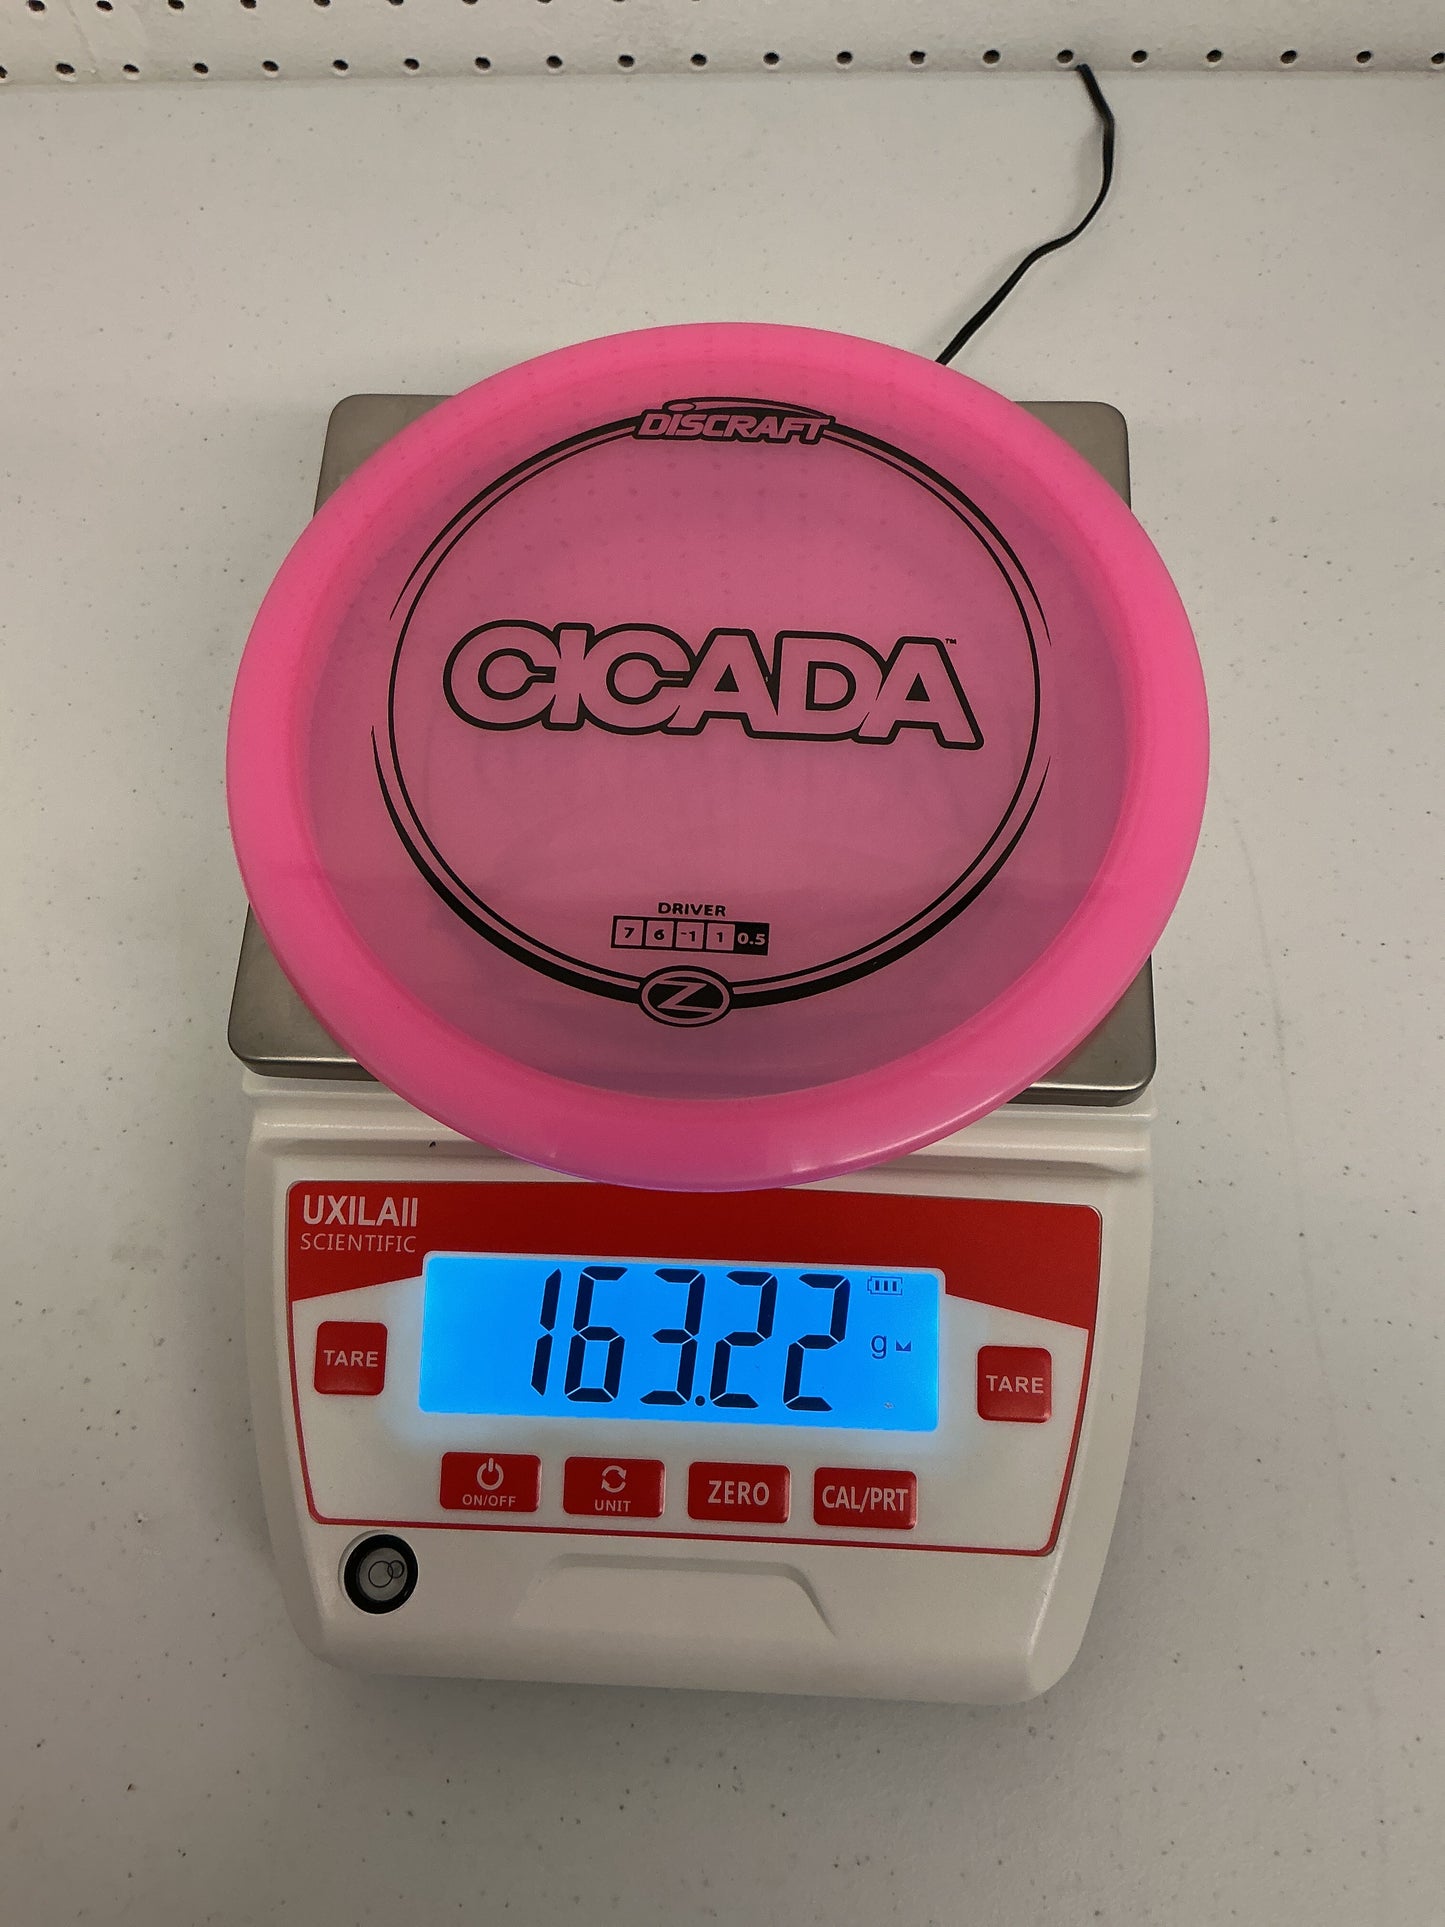 DISCRAFT
CICADA™
DRIVER
7 6 -1 1 0.5
Z
UXILAII
SCIENTIFIC
163.22 g
TARE
TARE
ON/OFF UNIT ZERO CAL/PRT